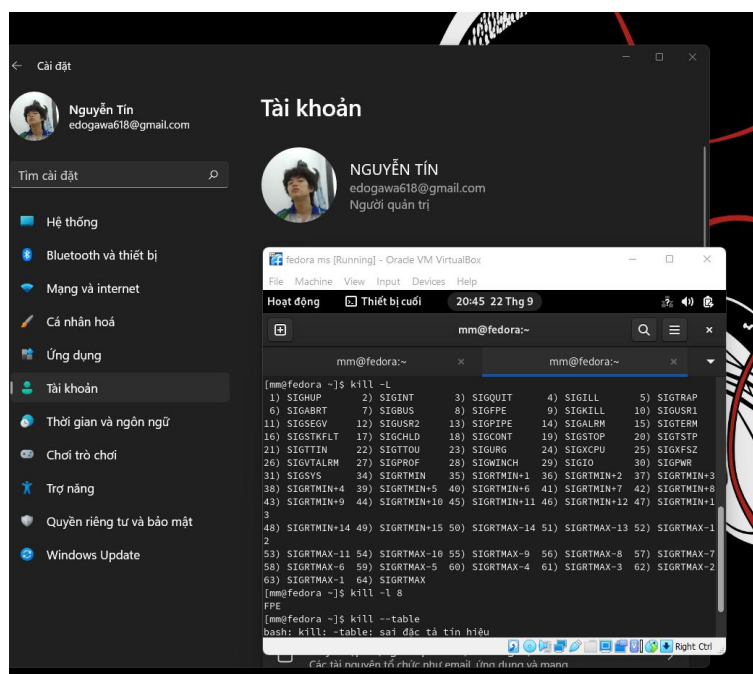 Cài đặt
Nguyễn Tín
edogawa618@gmail.com
Tìm cài đặt
Hệ thống
Bluetooth và thiết bị
Mạng và internet
Cá nhân hoá
Ứng dụng
Tài khoản
Thời gian và ngôn ngữ
Chơi trò chơi
Trợ năng
Quyền riêng tư và bảo mật
Windows Update
Tài khoản
NGUYỄN TÍN
edogawa618@gmail.com
Người quản trị
fedora ms [Running] - Oracle VM VirtualBox
File Machine View Input Devices Help
Hoạt động Thiết bị cuối 20:45 22 Thg 9
mm@fedora:~
mm@fedora:~ mm@fedora:~
[mm@fedora ~]$ kill -L
1) SIGHUP 2) SIGINT 3) SIGQUIT 4) SIGILL 5) SIGTRAP
6) SIGABRT 7) SIGBUS 8) SIGFPE 9) SIGKILL 10) SIGUSR1
11) SIGSEGV 12) SIGUSR2 13) SIGPIPE 14) SIGALRM 15) SIGTERM
16) SIGSTKFLT 17) SIGCHLD 18) SIGCONT 19) SIGSTOP 20) SIGTSTP
21) SIGTTIN 22) SIGTTOU 23) SIGURG 24) SIGXCPU 25) SIGXFSZ
26) SIGVTALRM 27) SIGPROF 28) SIGWINCH 29) SIGIO 30) SIGPWR
31) SIGSYS 34) SIGRTMIN 35) SIGRTMIN+1 36) SIGRTMIN+2 37) SIGRTMIN+3
38) SIGRTMIN+4 39) SIGRTMIN+5 40) SIGRTMIN+6 41) SIGRTMIN+7 42) SIGRTMIN+8
43) SIGRTMIN+9 44) SIGRTMIN+10 45) SIGRTMIN+11 46) SIGRTMIN+12 47) SIGRTMIN+1
3
48) SIGRTMIN+14 49) SIGRTMIN+15 50) SIGRTMAX-14 51) SIGRTMAX-13 52) SIGRTMAX-1
2
53) SIGRTMAX-11 54) SIGRTMAX-10 55) SIGRTMAX-9 56) SIGRTMAX-8 57) SIGRTMAX-7
58) SIGRTMAX-6 59) SIGRTMAX-5 60) SIGRTMAX-4 61) SIGRTMAX-3 62) SIGRTMAX-2
63) SIGRTMAX-1 64) SIGRTMAX
[mm@fedora ~]$ kill -l 8
FPE
[mm@fedora ~]$ kill --table
bash: kill: -table: sai đặc tả tín hiệu
Right Ctrl
Các tài nguyên tổ chức như email, ứng dụng và mạng